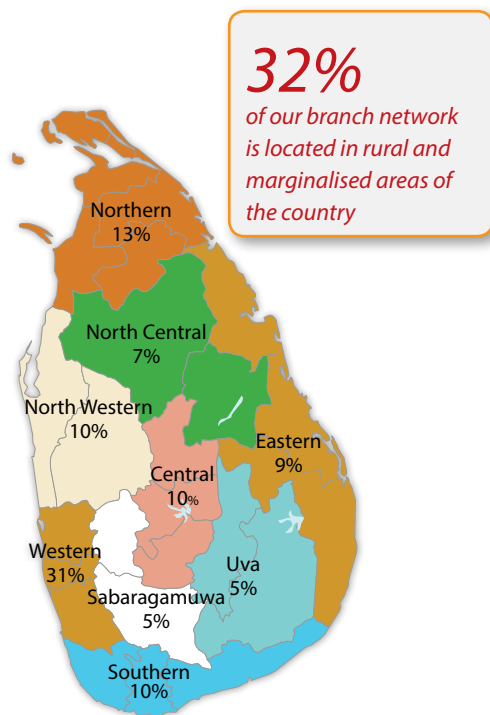 32%
of our branch network
is located in rural and
marginalised areas of
the country
Northern
13%
North Central
7%
North Western
10%
Eastern
9%
Central
10%
Western
31%
Uva
5%
Sabaragamuwa
5%
Southern
10%